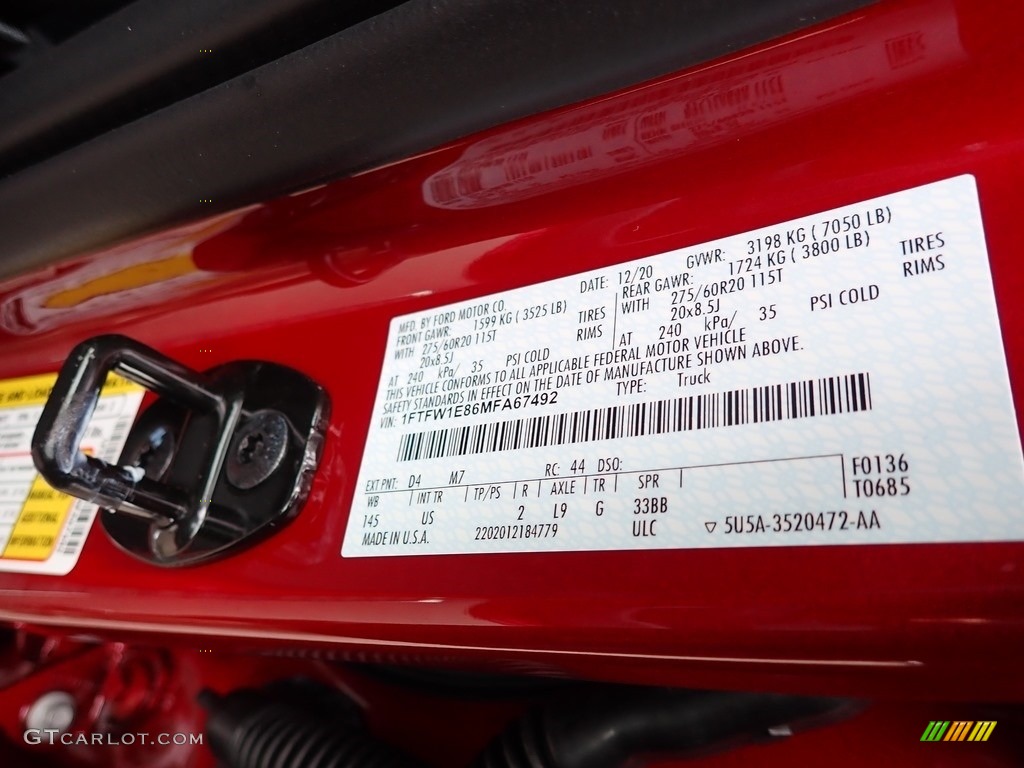 MFD. BY FORD MOTOR CO.
DATE: 12/20 GVWR: 3198 KG ( 7050 LB)
FRONT GAWR: 1599 KG ( 3525 LB)
REAR GAWR: 1724 KG ( 3800 LB)
WITH 275/60R20 115T TIRES
WITH 275/60R20 115T TIRES
20x8.5J RIMS
20x8.5J RIMS
AT 240 kPa/ 35 PSI COLD
AT 240 kPa/ 35 PSI COLD
THIS VEHICLE CONFORMS TO ALL APPLICABLE FEDERAL MOTOR VEHICLE
SAFETY STANDARDS IN EFFECT ON THE DATE OF MANUFACTURE SHOWN ABOVE.
VIN: 1FTFW1E86MFA67492 TYPE: Truck
EXT PNT: D4 M7 RC: 44 DSO:
F0136
T0685
WB INT TR TP/PS R AXLE TR SPR
145 US 2 L9 G 33BB
MADE IN U.S.A. 2202012184779 ULC ▽ 5U5A-3520472-AA
MANUAL
ADDITIONAL
INFORMATION
GTCARLOT.COM